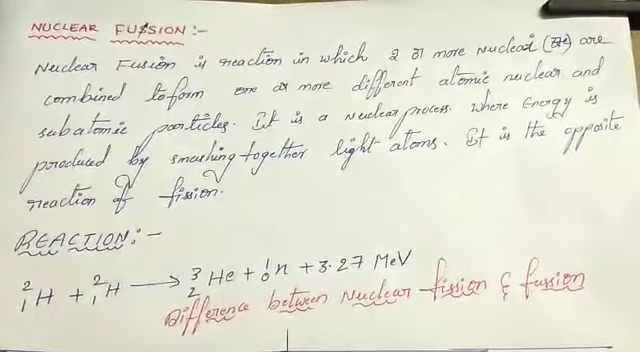 NUCLEAR FUSSION :-
Nuclear Fusion is reaction in which 2 or more Nuclei are
combined to form one or more different atomic nuclear and
subatomic particles. It is a Nuclear process. where Energy is
produced by smashing together light atoms. It is the opposite
reaction of fission.
REACTION :-
²₁H + ²₁H ⟶ ³₂He + ¹₀n + 3.27 MeV
Difference between Nuclear fission & fussion